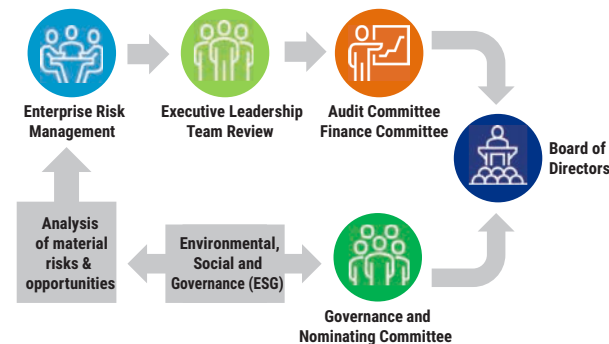 Enterprise Risk
Management
Executive Leadership
Team Review
Audit Committee
Finance Committee
Board of
Directors
Analysis
of material
risks &
opportunities
Environmental,
Social and
Governance (ESG)
Governance and
Nominating Committee